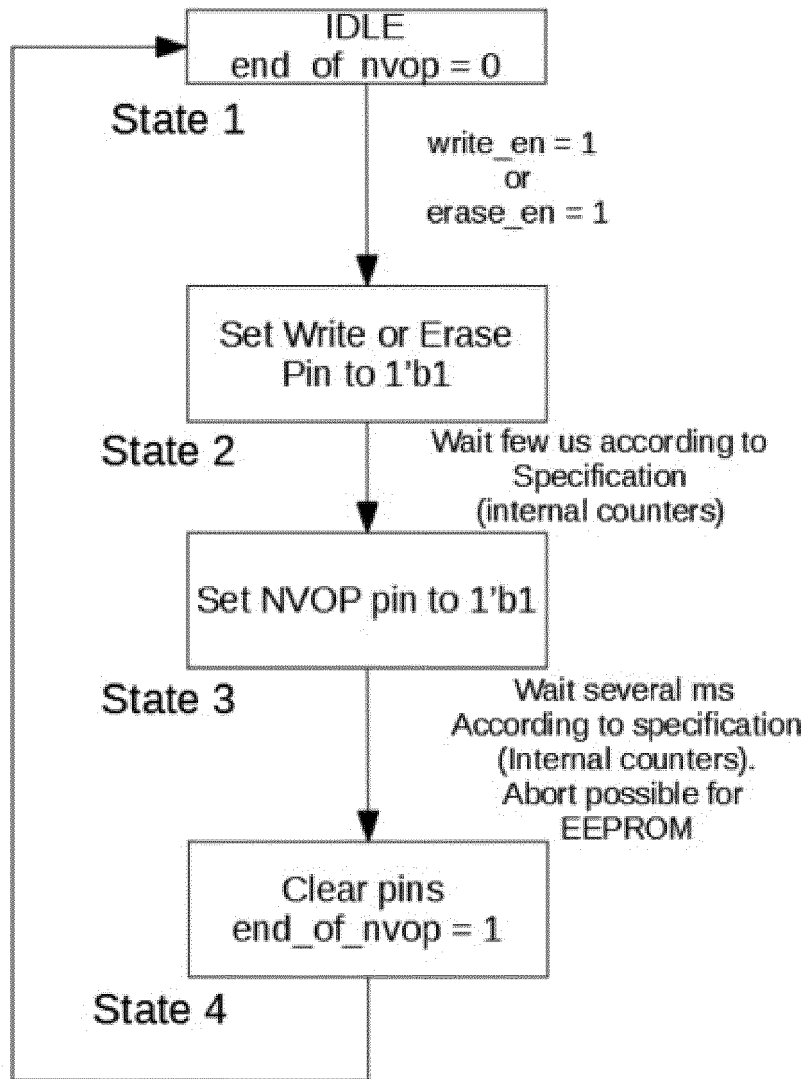 IDLE
end_of_nvop = 0
State 1
write_en = 1
or
erase_en = 1
Set Write or Erase
Pin to 1'b1
State 2
Wait few us according to
Specification
(internal counters)
Set NVOP pin to 1'b1
State 3
Wait several ms
According to specification
(Internal counters).
Abort possible for
EEPROM
Clear pins
end_of_nvop = 1
State 4